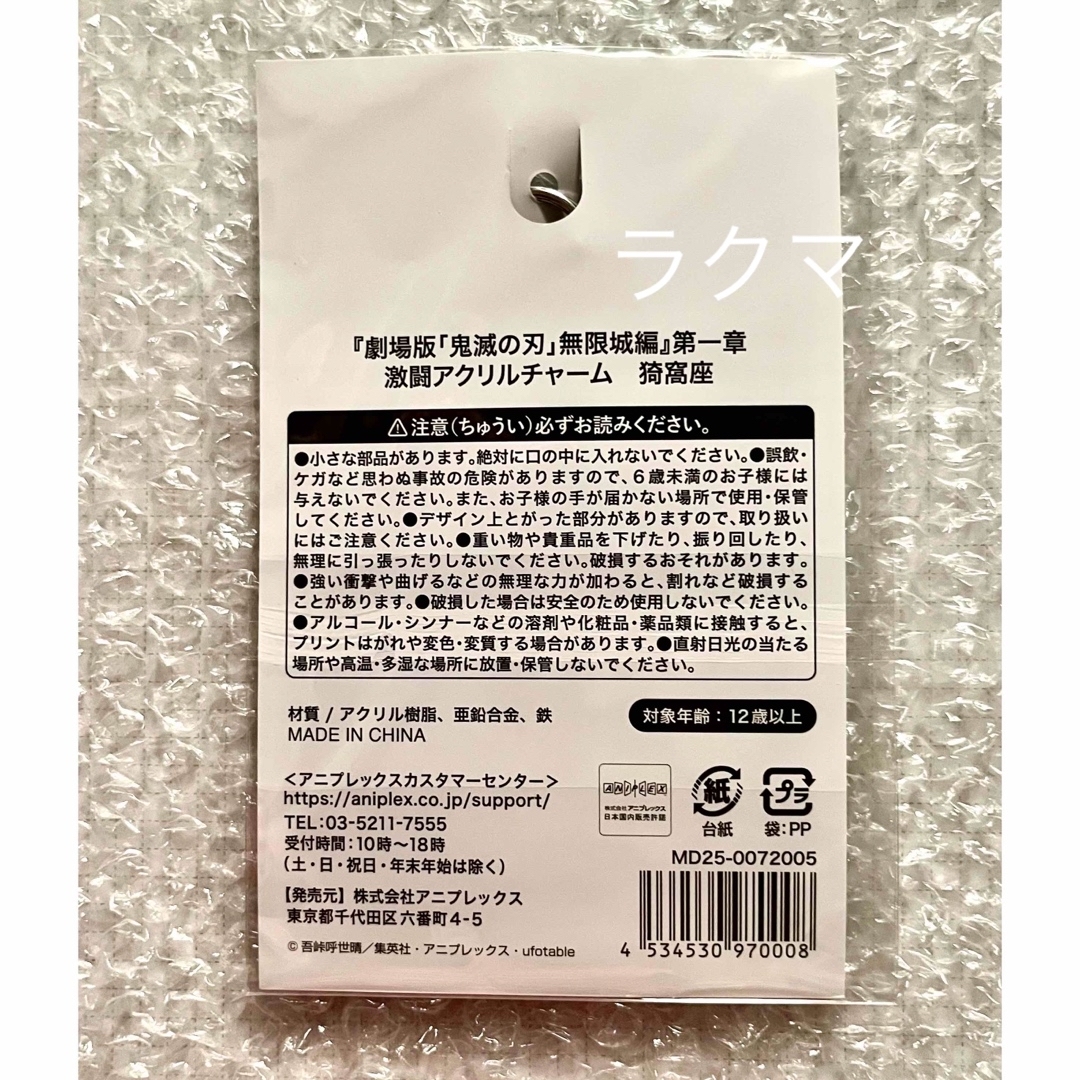 ラクマ
『劇場版「鬼滅の刃」無限城編』第一章
激闘アクリルチャーム　猗窩座
⚠注意（ちゅうい）必ずお読みください。
●小さな部品があります。絶対に口の中に入れないでください。●誤飲・
ケガなど思わぬ事故の危険がありますので、6歳未満のお子様には
与えないでください。また、お子様の手が届かない場所で使用・保管
してください。●デザイン上とがった部分がありますので、取り扱い
にはご注意ください。●重い物や貴重品を下げたり、振り回したり、
無理に引っ張ったりしないでください。破損するおそれがあります。
●強い衝撃や曲げるなどの無理な力が加わると、割れなど破損する
ことがあります。●破損した場合は安全のため使用しないでください。
●アルコール・シンナーなどの溶剤や化粧品・薬品類に接触すると、
プリントはがれや変色・変質する場合があります。●直射日光の当たる
場所や高温・多湿な場所に放置・保管しないでください。
材質 / アクリル樹脂、亜鉛合金、鉄
MADE IN CHINA
対象年齢：12歳以上
＜アニプレックスカスタマーセンター＞
https://aniplex.co.jp/support/
TEL：03-5211-7555
受付時間：10時～18時
（土・日・祝日・年末年始は除く）
【発売元】株式会社アニプレックス
東京都千代田区六番町4-5
©吾峠呼世晴／集英社・アニプレックス・ufotable
ANIPLEX
株式会社アニプレックス
日本国内販売許諾
紙
台紙
プラ
袋：PP
MD25-0072005
4 534530 970008